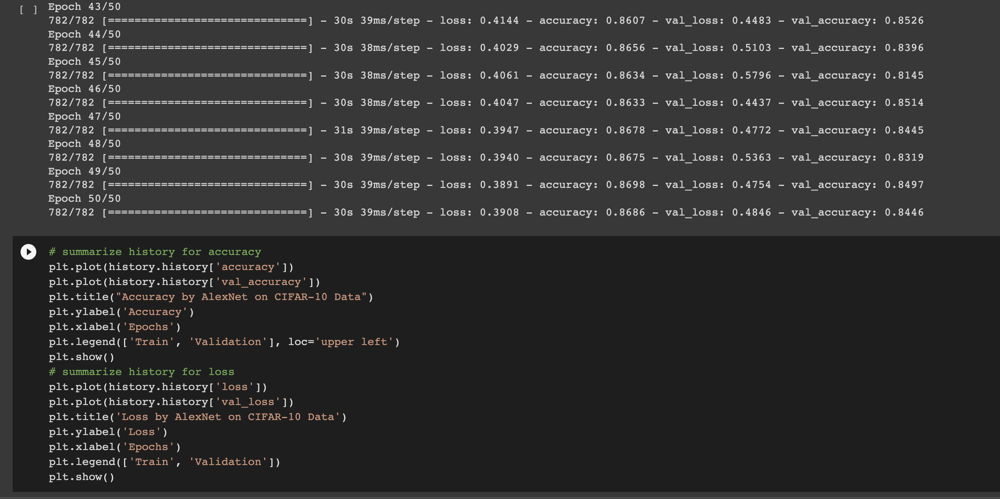 [ ] Epoch 43/50
782/782 [==============================] - 30s 39ms/step - loss: 0.4144 - accuracy: 0.8607 - val_loss: 0.4483 - val_accuracy: 0.8526
Epoch 44/50
782/782 [==============================] - 30s 38ms/step - loss: 0.4029 - accuracy: 0.8656 - val_loss: 0.5103 - val_accuracy: 0.8396
Epoch 45/50
782/782 [==============================] - 30s 38ms/step - loss: 0.4061 - accuracy: 0.8634 - val_loss: 0.5796 - val_accuracy: 0.8145
Epoch 46/50
782/782 [==============================] - 30s 38ms/step - loss: 0.4047 - accuracy: 0.8633 - val_loss: 0.4437 - val_accuracy: 0.8514
Epoch 47/50
782/782 [==============================] - 31s 39ms/step - loss: 0.3947 - accuracy: 0.8678 - val_loss: 0.4772 - val_accuracy: 0.8445
Epoch 48/50
782/782 [==============================] - 30s 39ms/step - loss: 0.3940 - accuracy: 0.8675 - val_loss: 0.5363 - val_accuracy: 0.8319
Epoch 49/50
782/782 [==============================] - 30s 39ms/step - loss: 0.3891 - accuracy: 0.8698 - val_loss: 0.4754 - val_accuracy: 0.8497
Epoch 50/50
782/782 [==============================] - 30s 39ms/step - loss: 0.3908 - accuracy: 0.8686 - val_loss: 0.4846 - val_accuracy: 0.8446
# summarize history for accuracy
plt.plot(history.history['accuracy'])
plt.plot(history.history['val_accuracy'])
plt.title("Accuracy by AlexNet on CIFAR-10 Data")
plt.ylabel('Accuracy')
plt.xlabel('Epochs')
plt.legend(['Train', 'Validation'], loc='upper left')
plt.show()
# summarize history for loss
plt.plot(history.history['loss'])
plt.plot(history.history['val_loss'])
plt.title('Loss by AlexNet on CIFAR-10 Data')
plt.ylabel('Loss')
plt.xlabel('Epochs')
plt.legend(['Train', 'Validation'])
plt.show()